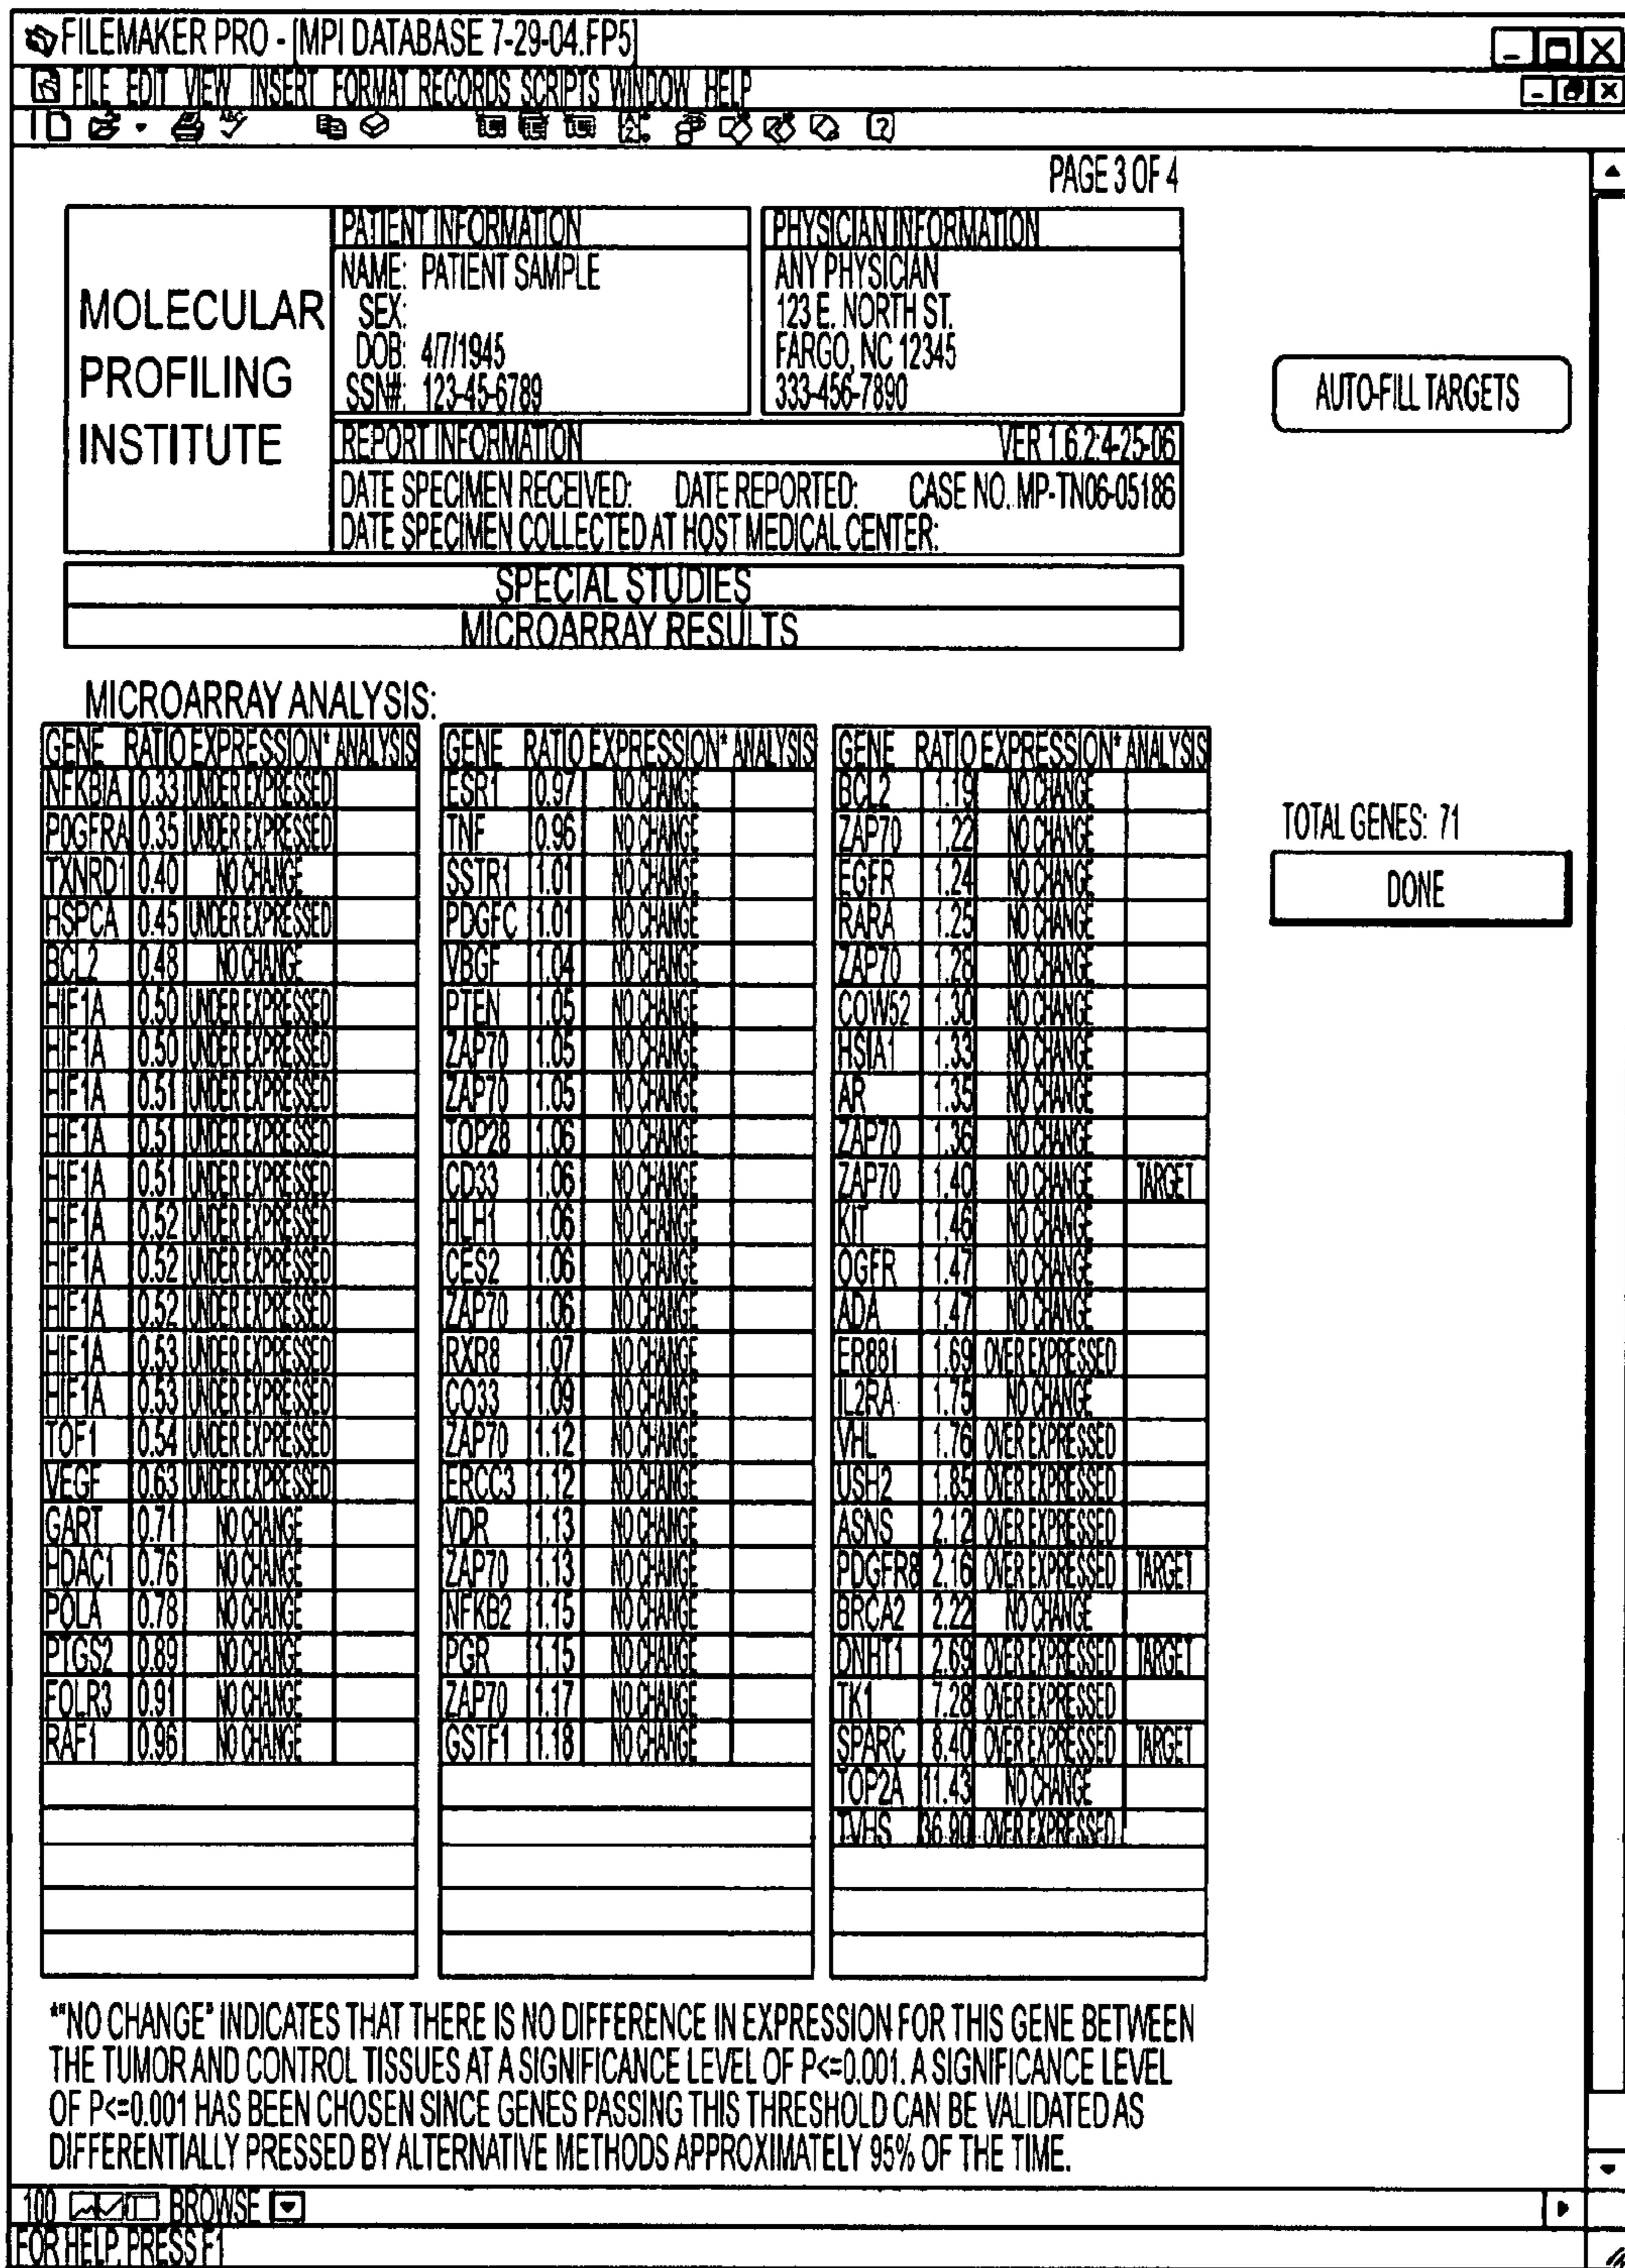 FILEMAKER PRO - [MPI DATABASE 7-29-04.FP5]
FILE EDIT VIEW INSERT FORMAT RECORDS SCRIPTS WINDOW HELP
PAGE 3 OF 4
MOLECULAR
PROFILING
INSTITUTE
PATIENT INFORMATION
NAME: PATIENT SAMPLE
SEX:
DOB: 4/7/1945
SSN#: 123-45-6789
PHYSICIAN INFORMATION
ANY PHYSICIAN
123 E. NORTH ST.
FARGO, NC 12345
333-456-7890
REPORT INFORMATION VER 1.6.2:4-25-06
DATE SPECIMEN RECEIVED: DATE REPORTED: CASE NO. MP-TN06-05186
DATE SPECIMEN COLLECTED AT HOST MEDICAL CENTER:
AUTO-FILL TARGETS
SPECIAL STUDIES
MICROARRAY RESULTS
MICROARRAY ANALYSIS:
GENE RATIO EXPRESSION* ANALYSIS
NFKBIA 0.33 UNDER EXPRESSED
PDGFRA 0.35 UNDER EXPRESSED
TXNRD1 0.40 NO CHANGE
HSPCA 0.45 UNDER EXPRESSED
BCL2 0.48 NO CHANGE
HIF1A 0.50 UNDER EXPRESSED
HIF1A 0.50 UNDER EXPRESSED
HIF1A 0.51 UNDER EXPRESSED
HIF1A 0.51 UNDER EXPRESSED
HIF1A 0.51 UNDER EXPRESSED
HIF1A 0.52 UNDER EXPRESSED
HIF1A 0.52 UNDER EXPRESSED
HIF1A 0.52 UNDER EXPRESSED
HIF1A 0.53 UNDER EXPRESSED
HIF1A 0.53 UNDER EXPRESSED
TOF1 0.54 UNDER EXPRESSED
VEGF 0.63 UNDER EXPRESSED
GART 0.71 NO CHANGE
HDAC1 0.76 NO CHANGE
POLA 0.78 NO CHANGE
PTGS2 0.89 NO CHANGE
FOLR3 0.91 NO CHANGE
RAF1 0.96 NO CHANGE
GENE RATIO EXPRESSION* ANALYSIS
ESR1 0.97 NO CHANGE
TNF 0.96 NO CHANGE
SSTR1 1.01 NO CHANGE
PDGFC 1.01 NO CHANGE
VBGF 1.04 NO CHANGE
PTEN 1.05 NO CHANGE
ZAP70 1.05 NO CHANGE
ZAP70 1.05 NO CHANGE
TOP28 1.06 NO CHANGE
CD33 1.06 NO CHANGE
HLH1 1.06 NO CHANGE
CES2 1.06 NO CHANGE
ZAP70 1.06 NO CHANGE
RXR8 1.07 NO CHANGE
CO33 1.09 NO CHANGE
ZAP70 1.12 NO CHANGE
ERCC3 1.12 NO CHANGE
VDR 1.13 NO CHANGE
ZAP70 1.13 NO CHANGE
NFKB2 1.15 NO CHANGE
PGR 1.15 NO CHANGE
ZAP70 1.17 NO CHANGE
GSTF1 1.18 NO CHANGE
GENE RATIO EXPRESSION* ANALYSIS
BCL2 1.19 NO CHANGE
ZAP70 1.22 NO CHANGE
EGFR 1.24 NO CHANGE
RARA 1.25 NO CHANGE
ZAP70 1.28 NO CHANGE
COW52 1.30 NO CHANGE
HSIA1 1.33 NO CHANGE
AR 1.35 NO CHANGE
ZAP70 1.36 NO CHANGE
ZAP70 1.40 NO CHANGE TARGET
KIT 1.46 NO CHANGE
OGFR 1.47 NO CHANGE
ADA 1.47 NO CHANGE
ER881 1.69 OVER EXPRESSED
IL2RA 1.75 NO CHANGE
VHL 1.76 OVER EXPRESSED
USH2 1.85 OVER EXPRESSED
ASNS 2.12 OVER EXPRESSED
PDGFR8 2.16 OVER EXPRESSED TARGET
BRCA2 2.22 NO CHANGE
DNHT1 2.69 OVER EXPRESSED TARGET
TK1 7.28 OVER EXPRESSED
SPARC 8.40 OVER EXPRESSED TARGET
TOP2A 11.43 NO CHANGE
TVHS 36.90 OVER EXPRESSED
TOTAL GENES: 71
DONE
*"NO CHANGE" INDICATES THAT THERE IS NO DIFFERENCE IN EXPRESSION FOR THIS GENE BETWEEN
THE TUMOR AND CONTROL TISSUES AT A SIGNIFICANCE LEVEL OF P<=0.001. A SIGNIFICANCE LEVEL
OF P<=0.001 HAS BEEN CHOSEN SINCE GENES PASSING THIS THRESHOLD CAN BE VALIDATED AS
DIFFERENTIALLY PRESSED BY ALTERNATIVE METHODS APPROXIMATELY 95% OF THE TIME.
100 BROWSE
FOR HELP, PRESS F1